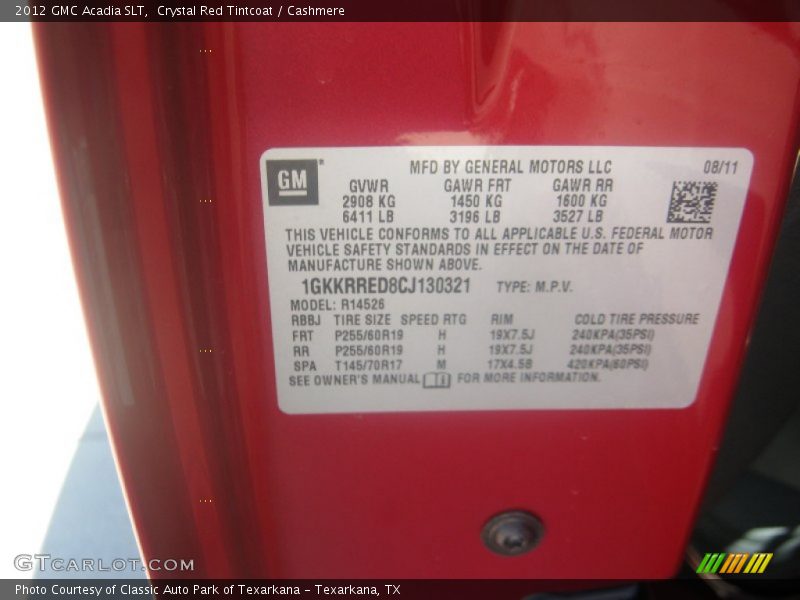 2012 GMC Acadia SLT,  Crystal Red Tintcoat / Cashmere
GM
MFD BY GENERAL MOTORS LLC 08/11
GVWR GAWR FRT GAWR RR
2908 KG 1450 KG 1600 KG
6411 LB 3196 LB 3527 LB
THIS VEHICLE CONFORMS TO ALL APPLICABLE U.S. FEDERAL MOTOR
VEHICLE SAFETY STANDARDS IN EFFECT ON THE DATE OF
MANUFACTURE SHOWN ABOVE.
1GKKRRED8CJ130321 TYPE: M.P.V.
MODEL: R14526
RBBJ TIRE SIZE SPEED RTG RIM COLD TIRE PRESSURE
FRT P255/60R19 H 19X7.5J 240KPA(35PSI)
RR P255/60R19 H 19X7.5J 240KPA(35PSI)
SPA T145/70R17 M 17X4.5B 420KPA(60PSI)
SEE OWNER'S MANUAL FOR MORE INFORMATION.
GTCARLOT.COM
Photo Courtesy of Classic Auto Park of Texarkana - Texarkana, TX